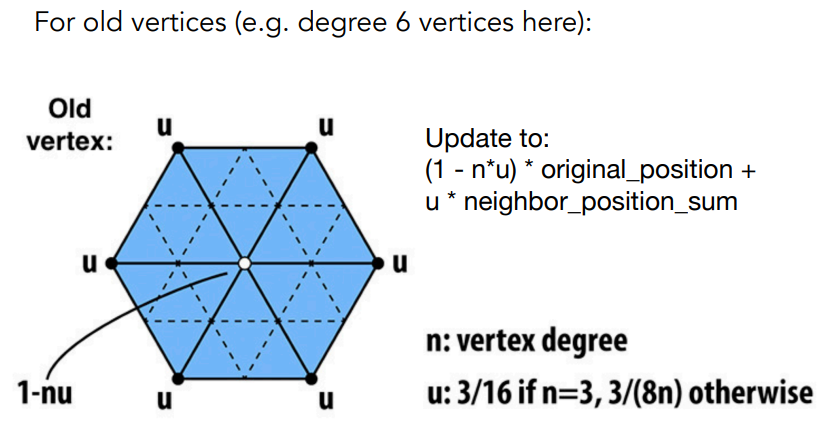 For old vertices (e.g. degree 6 vertices here):
Old
vertex:
u
u
Update to:
(1 - n*u) * original_position +
u * neighbor_position_sum
u
u
n: vertex degree
1-nu
u
u
u: 3/16 if n=3, 3/(8n) otherwise